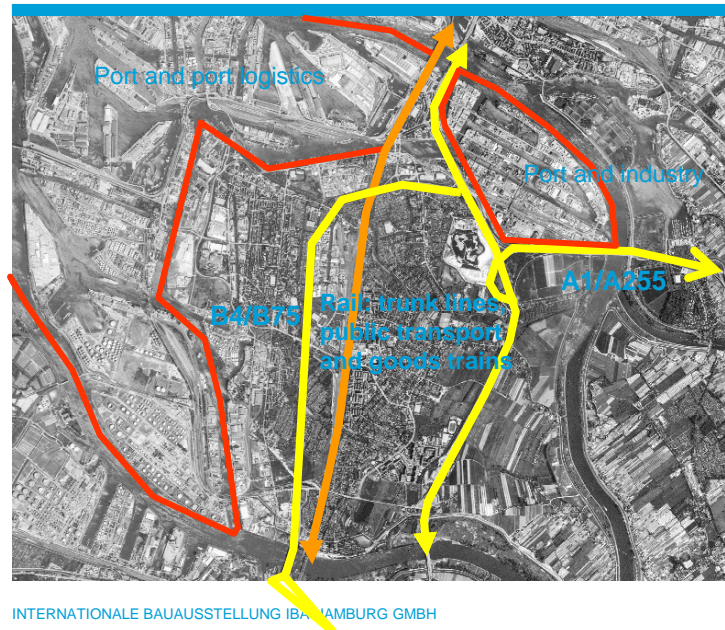 Port and port logistics
Port and industry
A1/A255
B4/B75
Rail: trunk lines,
public transport
and goods trains
INTERNATIONALE BAUAUSSTELLUNG IBA HAMBURG GMBH